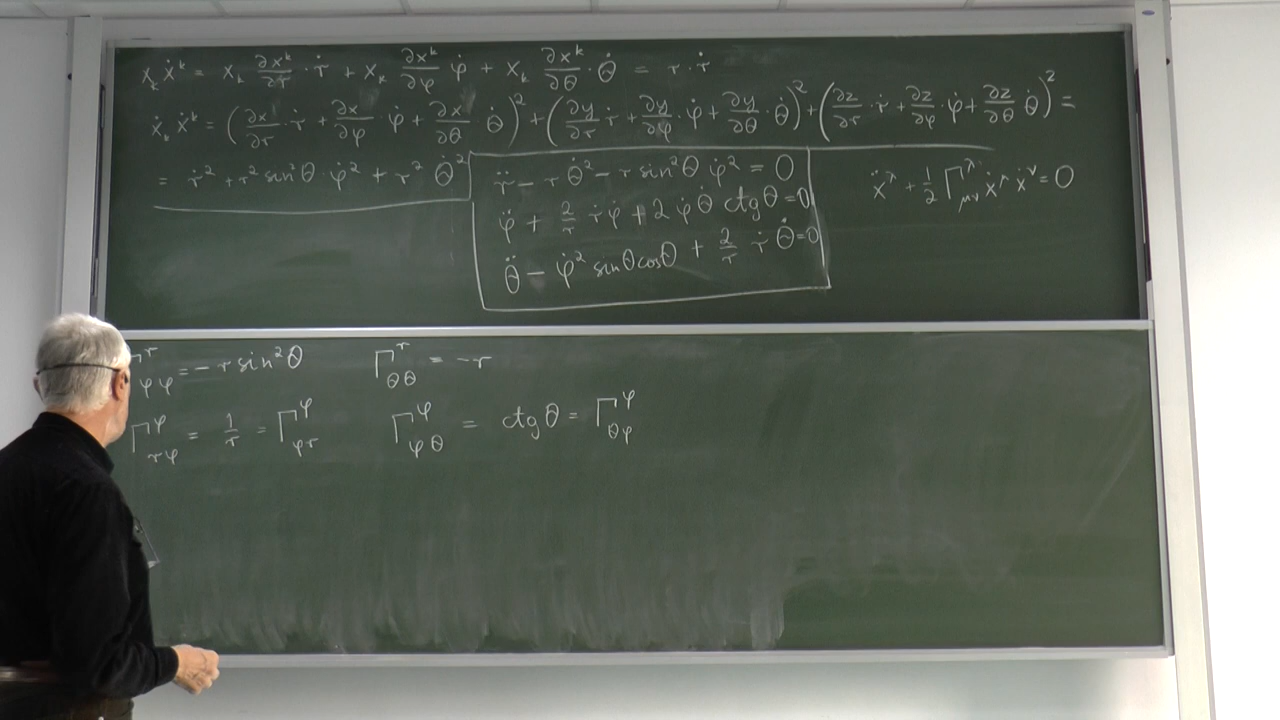 x_k ẋ^k = x_k ∂x^k/∂r · ṙ + x_k ∂x^k/∂φ φ̇ + x_k ∂x^k/∂θ · θ̇ = r · ṙ
ẋ_k ẋ^k = (∂x/∂r · ṙ + ∂x/∂φ · φ̇ + ∂x/∂θ θ̇)² + (∂y/∂r ṙ + ∂y/∂φ · φ̇ + ∂y/∂θ · θ̇)² + (∂z/∂r · ṙ + ∂z/∂φ · φ̇ + ∂z/∂θ θ̇)² =
= ṙ² + r² sin²θ · φ̇² + r² θ̇²
r̈ − r θ̇² − r sin²θ φ̇² = 0
φ̈ + 2/r ṙ φ̇ + 2 φ̇ θ̇ ctg θ = 0
θ̈ − φ̇² sinθ cosθ + 2/r ṙ θ̇ = 0
ẍ^λ + 1/2 Γ^λ_μν ẋ^μ ẋ^ν = 0
Γ^r_φφ = − r sin²θ Γ^r_θθ = −r
Γ^φ_rφ = 1/r = Γ^φ_φr Γ^φ_φθ = ctg θ = Γ^φ_θφ